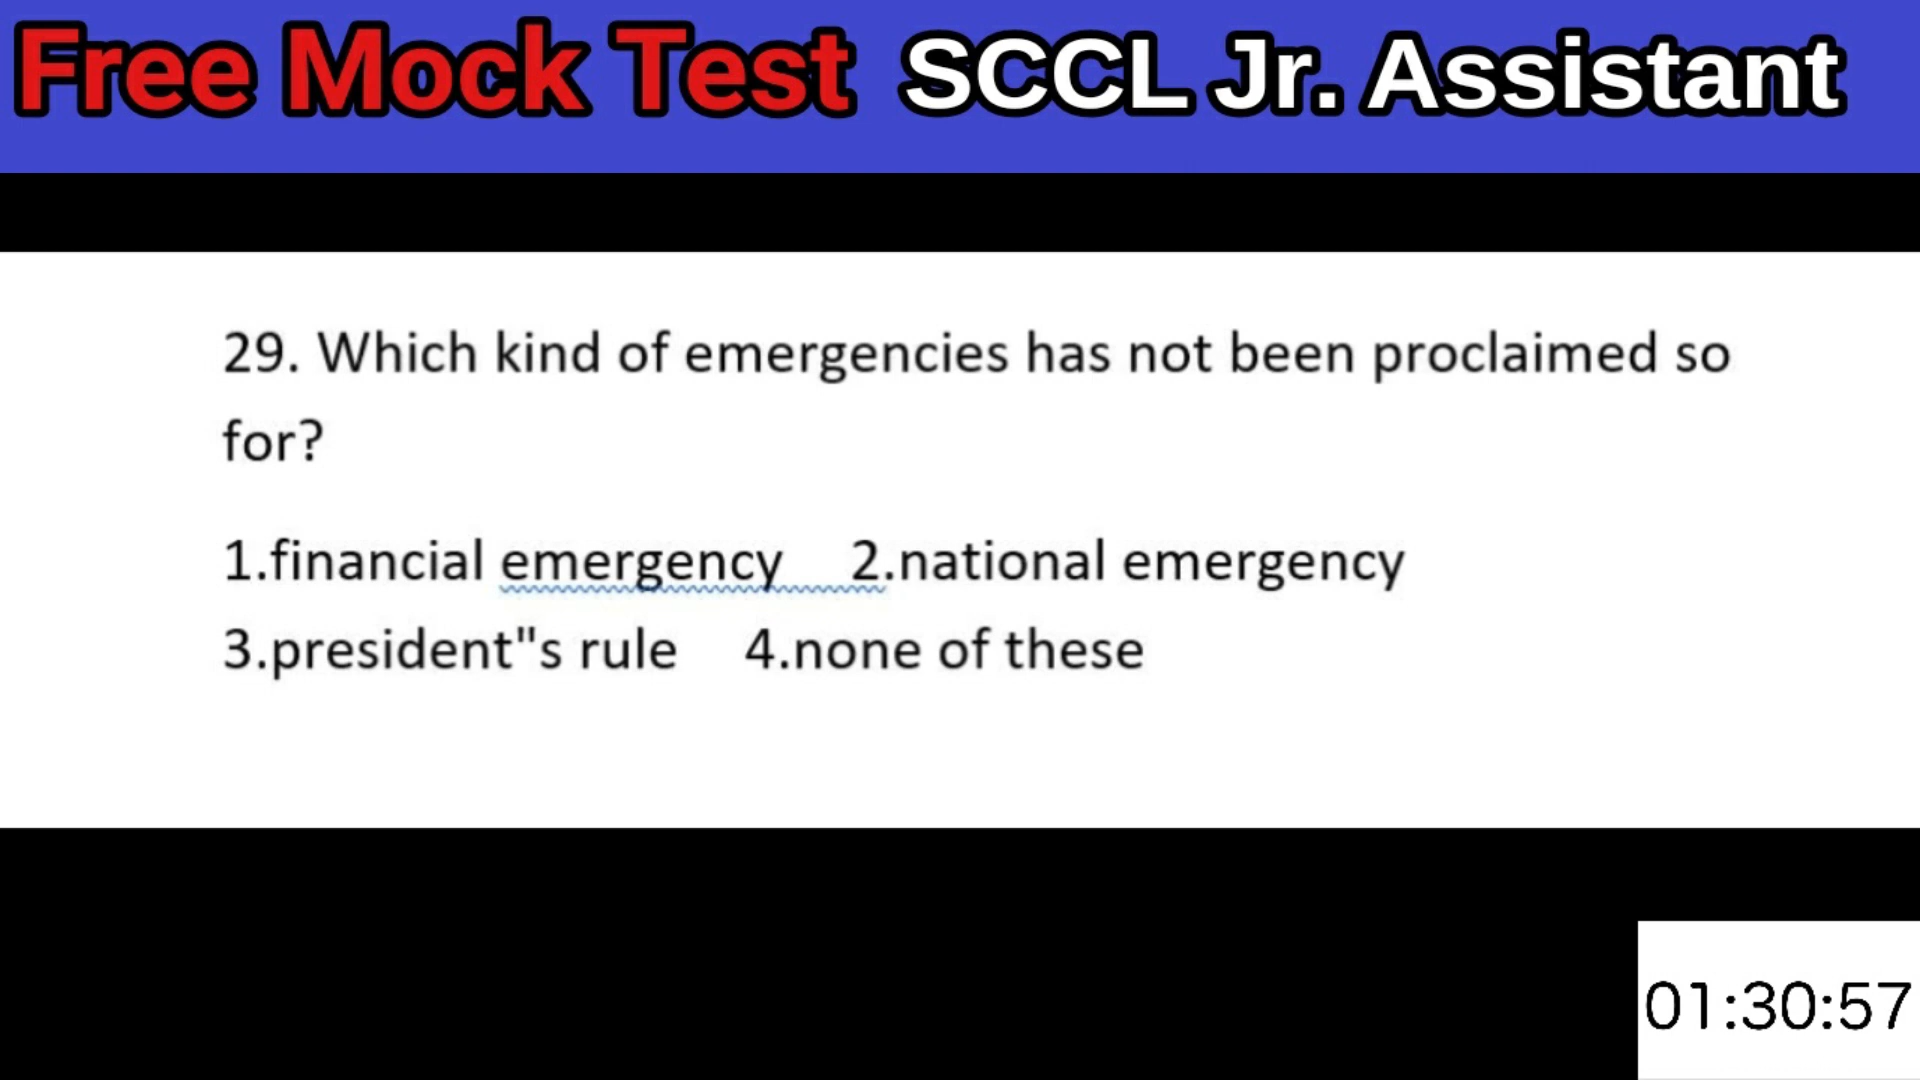 Free Mock Test SCCL Jr. Assistant
29. Which kind of emergencies has not been proclaimed so
for?
1.financial emergency 2.national emergency
3.president"s rule 4.none of these
01:30:57